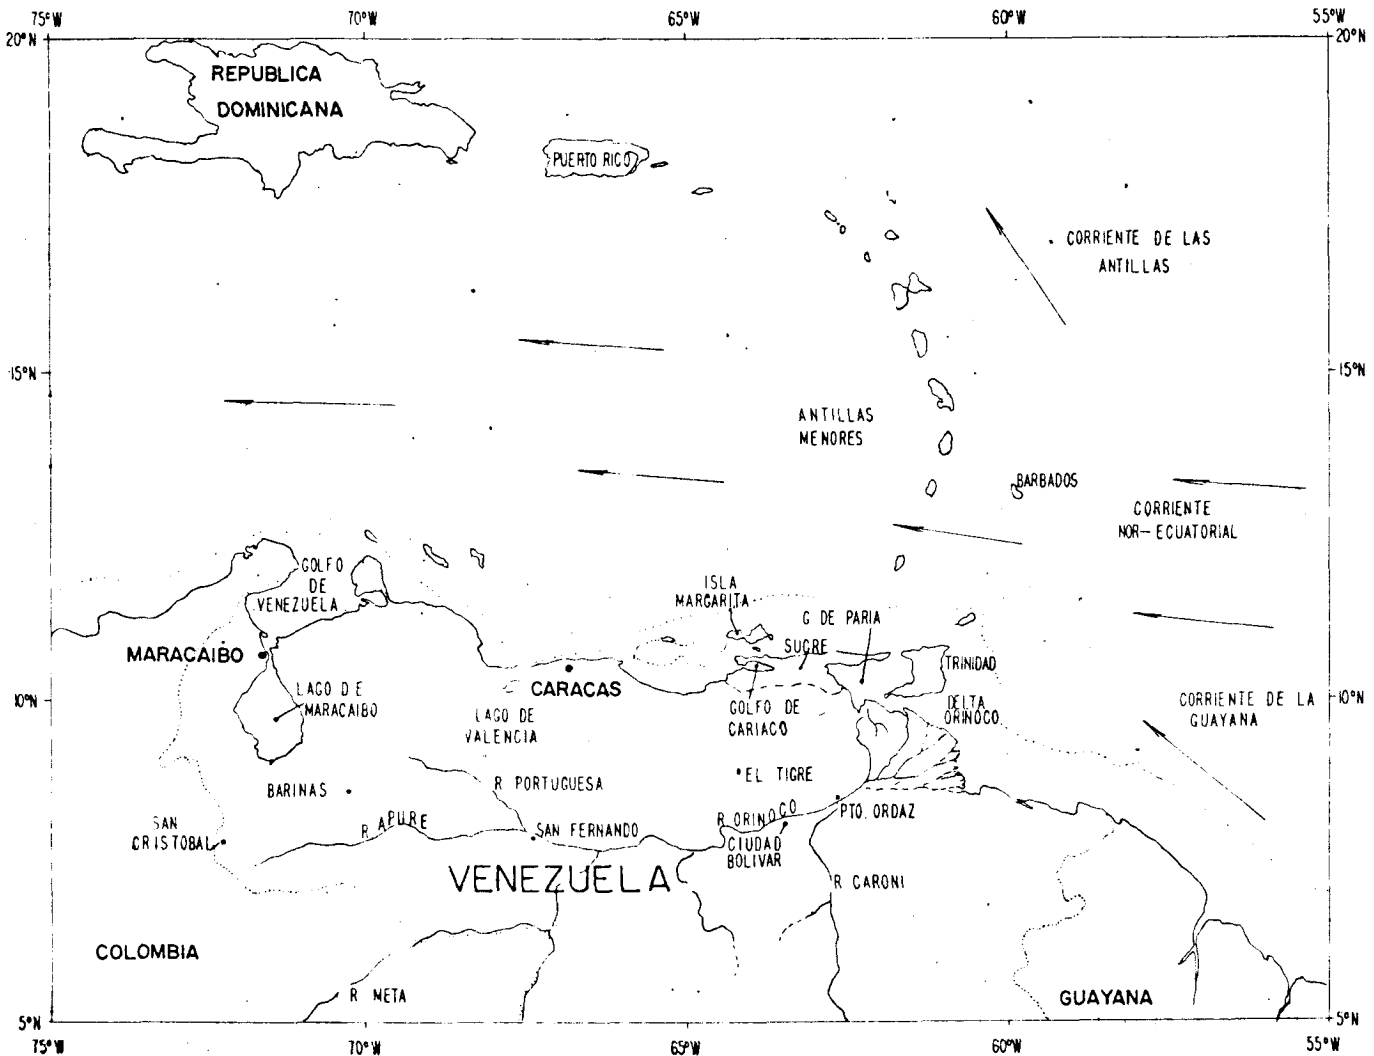 75°W 70°W 65°W 60°W 55°W
20°N 20°N
REPUBLICA
DOMINICANA
PUERTO RICO
CORRIENTE DE LAS
ANTILLAS
15°N 15°N
ANTILLAS
MENORES
BARBADOS
CORRIENTE
NOR-ECUATORIAL
GOLFO
DE
VENEZUELA
ISLA
MARGARITA
G DE PARIA
SUCRE
MARACAIBO
TRINIDAD
CARACAS
10°N 10°N
LAGO DE
MARACAIBO
LAGO DE
VALENCIA
GOLFO DE
CARIACO
DELTA
ORINOCO
CORRIENTE DE LA
GUAYANA
BARINAS
R PORTUGUESA
EL TIGRE
SAN
CRISTOBAL
R APURE
SAN FERNANDO
R ORINOCO
PTO. ORDAZ
CIUDAD
BOLIVAR
VENEZUELA
R CARONI
COLOMBIA
R META
GUAYANA
5°N 5°N
75°W 70°W 65°W 60°W 55°W